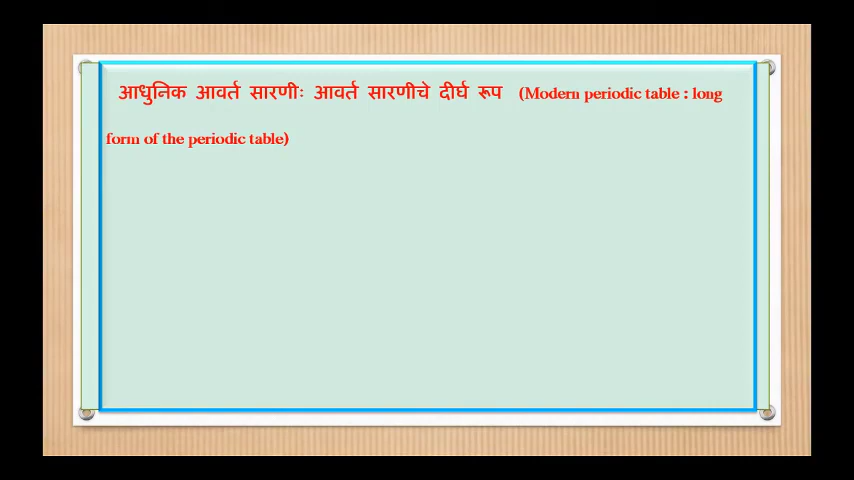 आधुनिक आवर्त सारणीः आवर्त सारणीचे दीर्घ रूप (Modern periodic table : long
form of the periodic table)